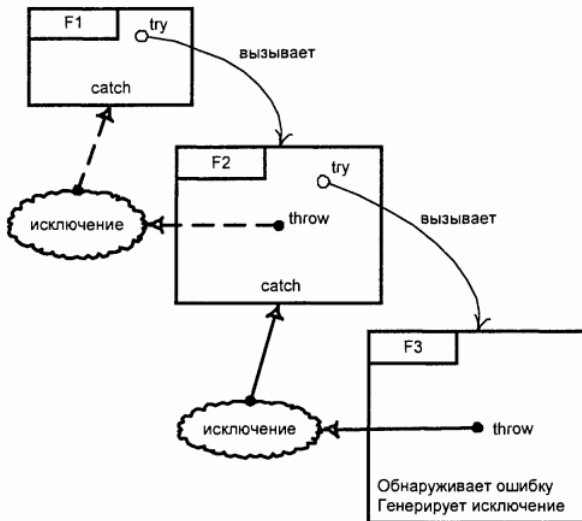 F1
try
вызывает
catch
F2
try
исключение
throw
вызывает
catch
F3
исключение
throw
Обнаруживает ошибку
Генерирует исключение